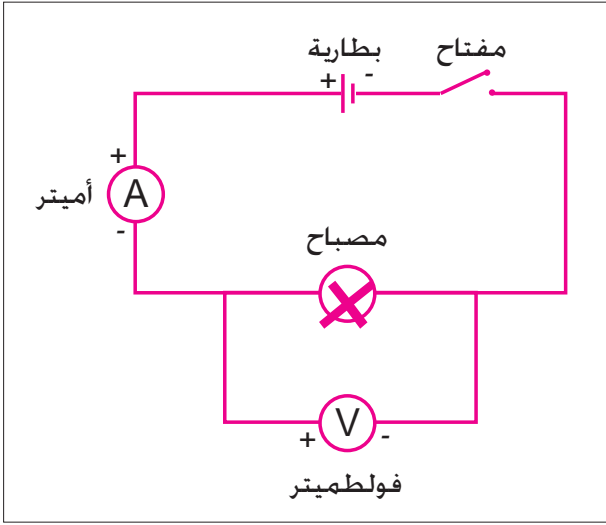 مفتاح
بطارية
+ -
+
A
أميتر
-
مصباح
V
+ -
فولطميتر